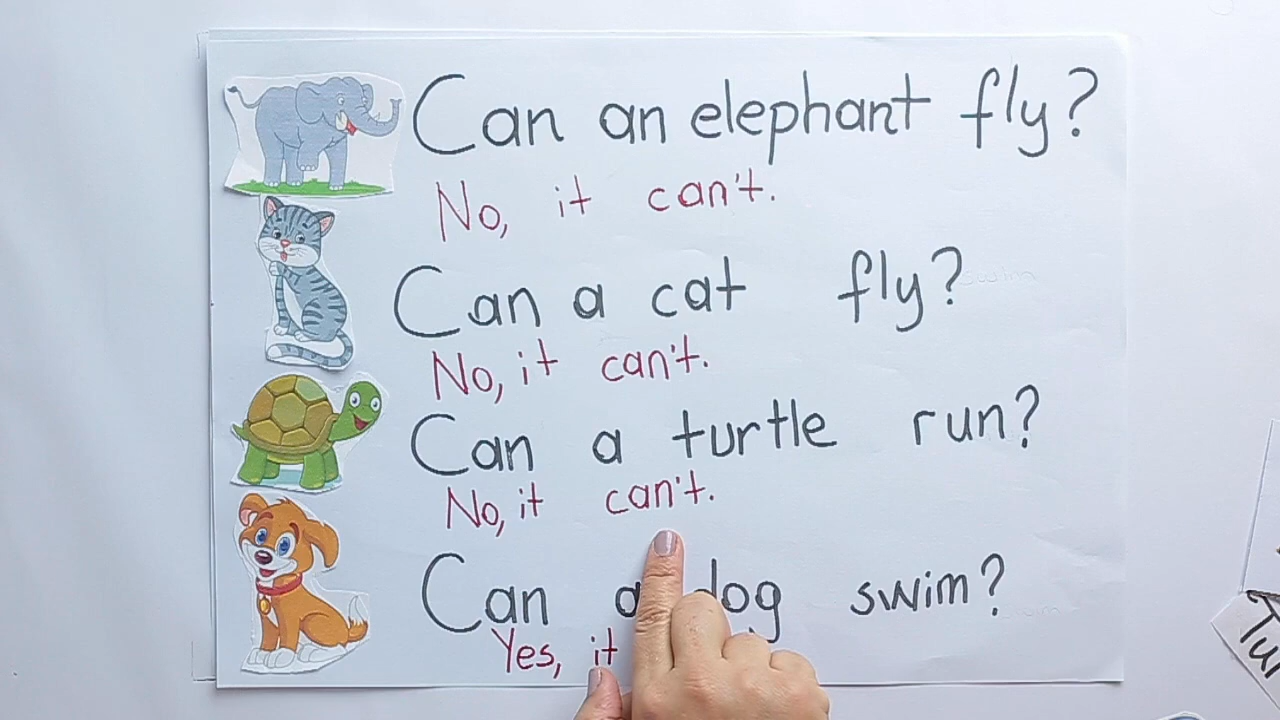 Can an elephant fly?
No, it can't.
Can a cat fly?
No, it can't.
Can a turtle run?
No, it can't.
Can a dog swim?
Yes, it
Tur